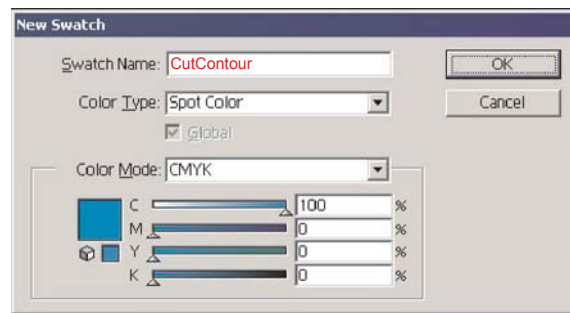 New Swatch
Swatch Name: CutContour
OK
Color Type: Spot Color
Cancel
Global
Color Mode: CMYK
C 100 %
M 0 %
Y 0 %
K 0 %